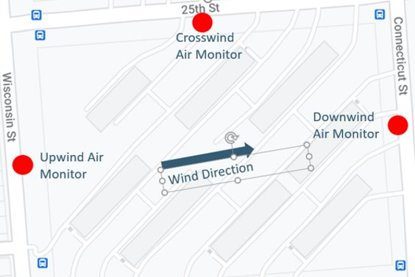 25th St
Crosswind
Air Monitor
Connecticut St
Wisconsin St
Downwind
Air Monitor
Upwind Air
Monitor
Wind Direction